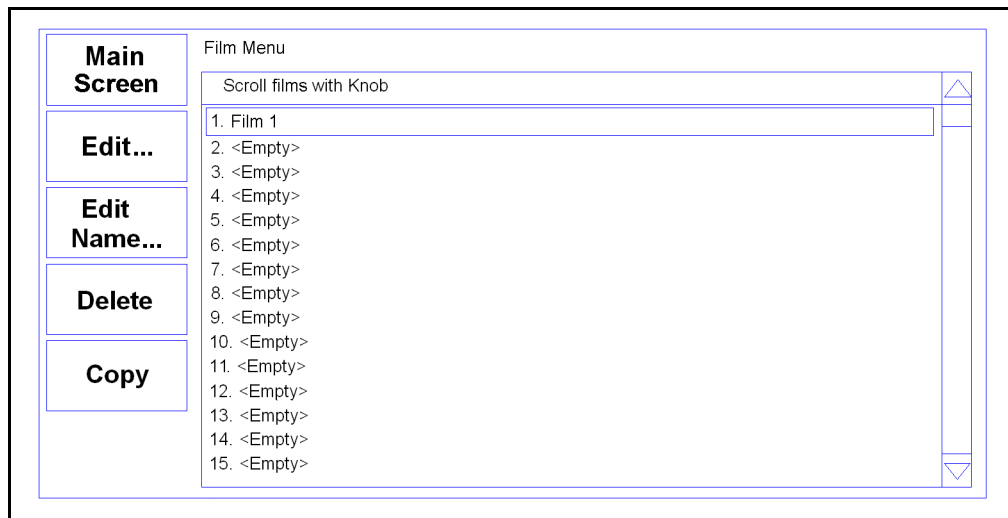 Main
Screen
Edit...
Edit
Name...
Delete
Copy
Film Menu
Scroll films with Knob
1. Film 1
2. <Empty>
3. <Empty>
4. <Empty>
5. <Empty>
6. <Empty>
7. <Empty>
8. <Empty>
9. <Empty>
10. <Empty>
11. <Empty>
12. <Empty>
13. <Empty>
14. <Empty>
15. <Empty>